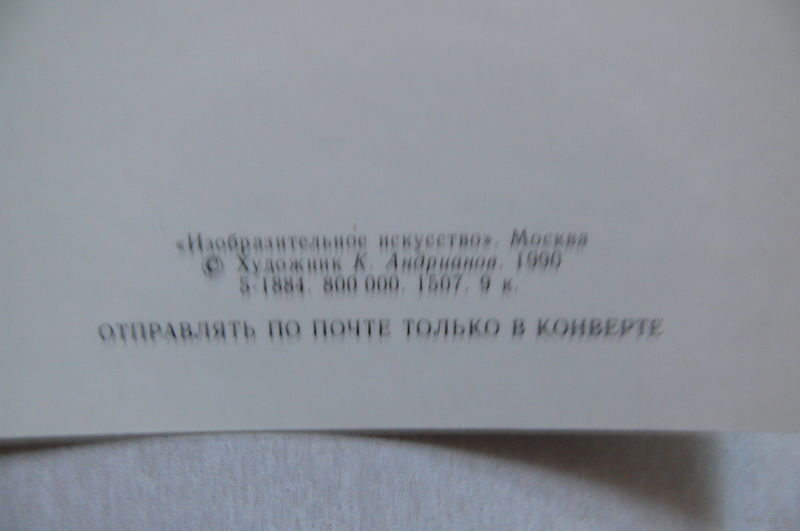 «Изобразительное искусство». Москва
© Художник К. Андрианов. 1990
5-1884. 800 000. 1507. 9 к.
ОТПРАВЛЯТЬ ПО ПОЧТЕ ТОЛЬКО В КОНВЕРТЕ